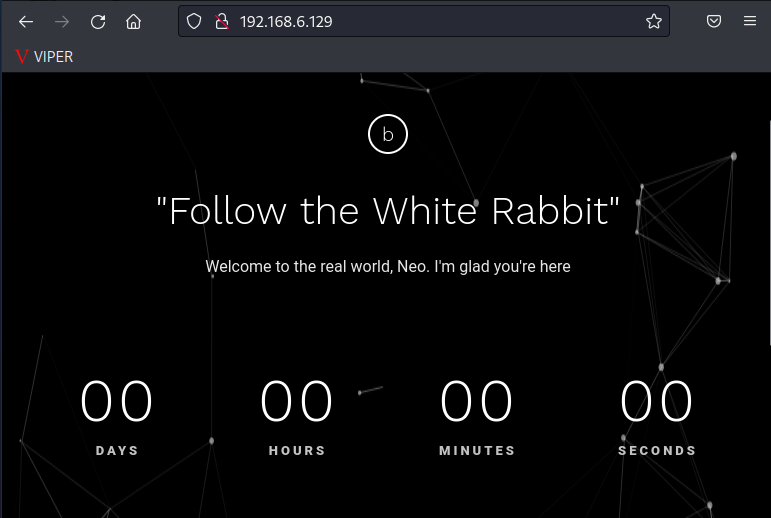 192.168.6.129
V VIPER
b
"Follow the White Rabbit"
Welcome to the real world, Neo. I'm glad you're here
00 00 00 00
DAYS HOURS MINUTES SECONDS